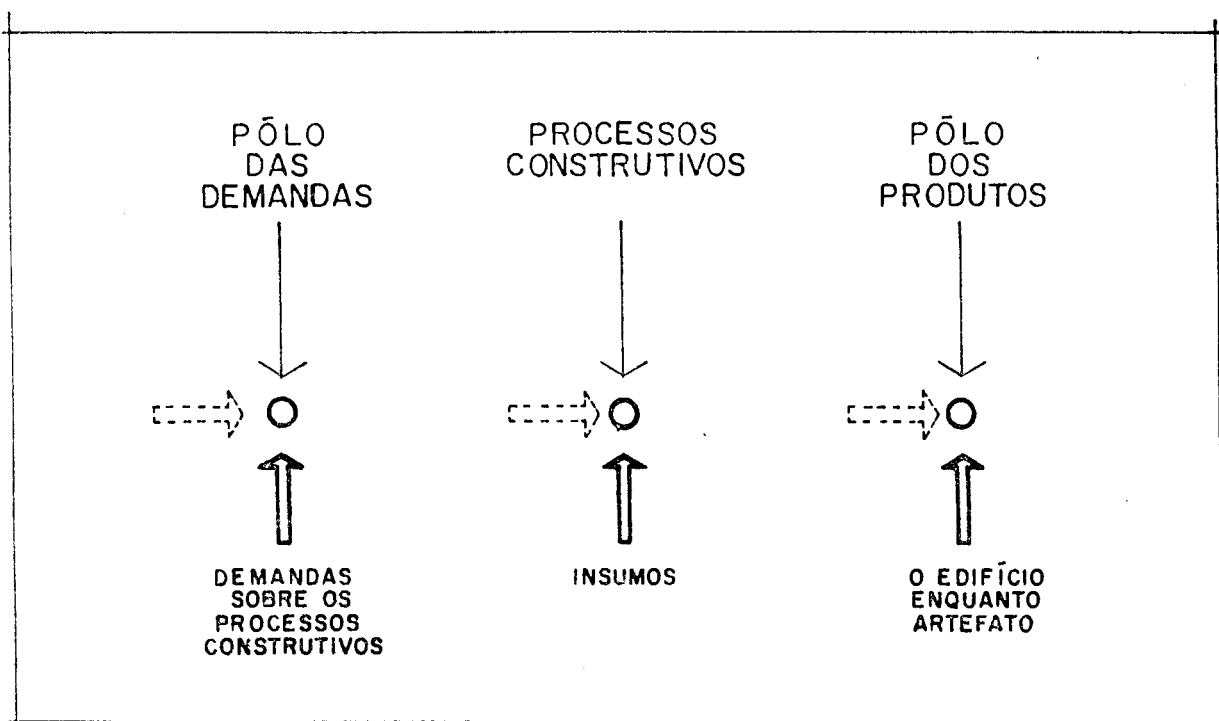 PÓLO
DAS
DEMANDAS
PROCESSOS
CONSTRUTIVOS
PÓLO
DOS
PRODUTOS
DEMANDAS
SOBRE OS
PROCESSOS
CONSTRUTIVOS
INSUMOS
O EDIFÍCIO
ENQUANTO
ARTEFATO